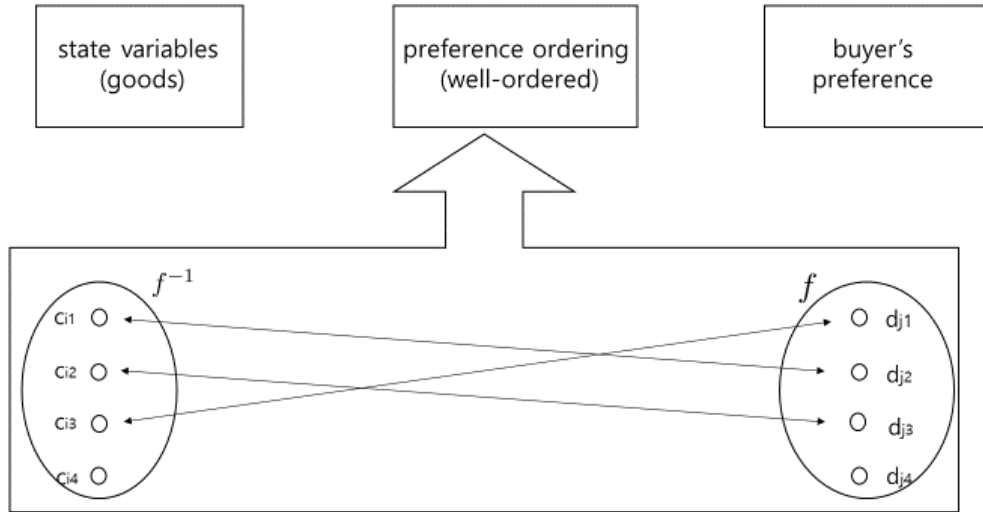 state variables
(goods)
preference ordering
(well-ordered)
buyer's
preference
f⁻¹
f
ci1
dj1
ci2
dj2
ci3
dj3
ci4
dj4